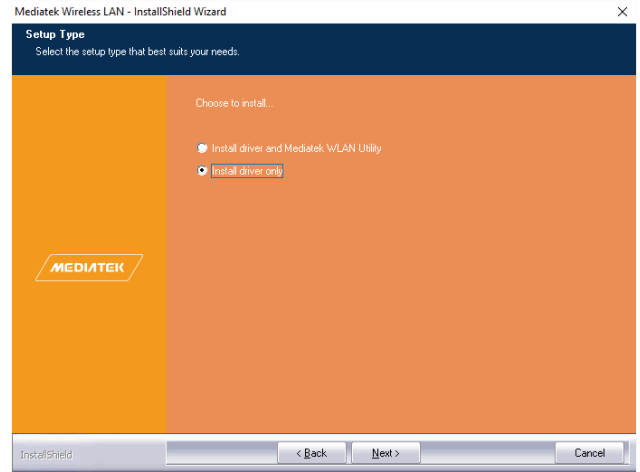 Mediatek Wireless LAN - InstallShield Wizard
Setup Type
Select the setup type that best suits your needs.
Choose to install...
Install driver and Mediatek WLAN Utility
Install driver only
MEDIATEK
InstallShield
< Back
Next >
Cancel